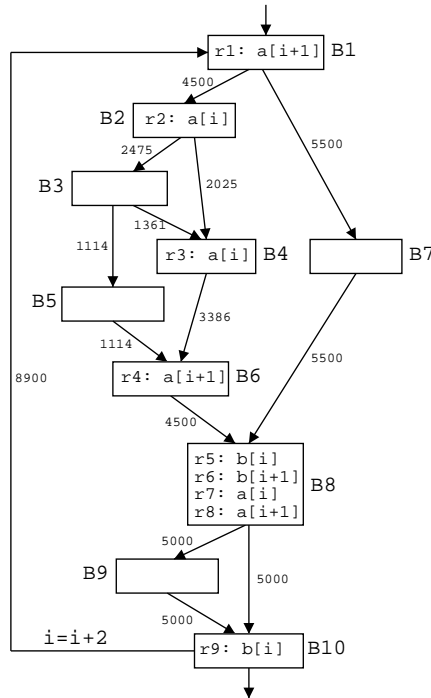 r1: a[i+1] B1
4500
B2 r2: a[i]
5500
2475
B3
2025
1361
1114
r3: a[i] B4
B7
B5
3386
1114
5500
8900
r4: a[i+1] B6
4500
r5: b[i]
r6: b[i+1]
r7: a[i]
r8: a[i+1]
B8
5000
B9
5000
5000
i=i+2
r9: b[i] B10